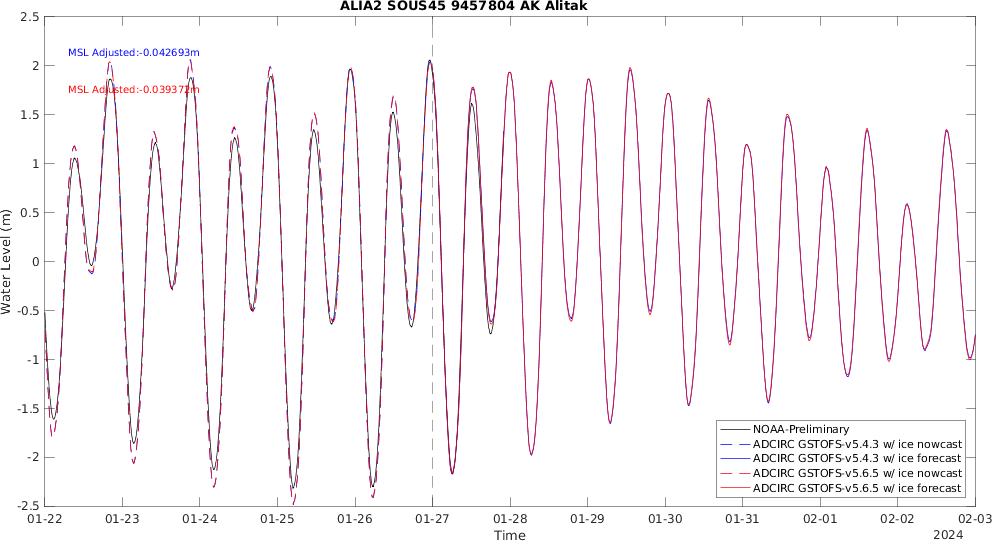 ALIA2 SOUS45 9457804 AK Alitak
2.5
2
1.5
1
0.5
0
-0.5
-1
-1.5
-2
-2.5
Water Level (m)
MSL Adjusted:-0.042693m
MSL Adjusted:-0.039372m
NOAA-Preliminary
ADCIRC GSTOFS-v5.4.3 w/ ice nowcast
ADCIRC GSTOFS-v5.4.3 w/ ice forecast
ADCIRC GSTOFS-v5.6.5 w/ ice nowcast
ADCIRC GSTOFS-v5.6.5 w/ ice forecast
01-22 01-23 01-24 01-25 01-26 01-27 01-28 01-29 01-30 01-31 02-01 02-02 02-03
Time
2024